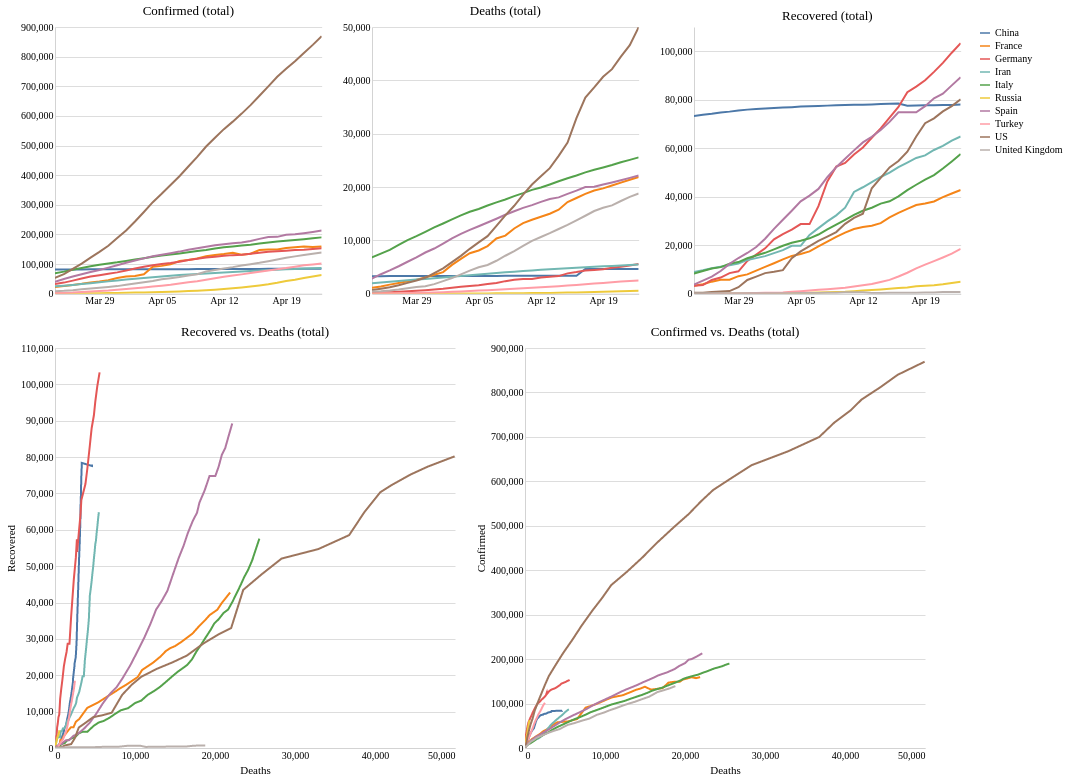 Confirmed (total)
900,000
800,000
700,000
600,000
500,000
400,000
300,000
200,000
100,000
0
Mar 29 Apr 05 Apr 12 Apr 19
Deaths (total)
50,000
40,000
30,000
20,000
10,000
0
Mar 29 Apr 05 Apr 12 Apr 19
Recovered (total)
100,000
80,000
60,000
40,000
20,000
0
Mar 29 Apr 05 Apr 12 Apr 19
China
France
Germany
Iran
Italy
Russia
Spain
Turkey
US
United Kingdom
Recovered vs. Deaths (total)
110,000
100,000
90,000
80,000
70,000
60,000
50,000
40,000
30,000
20,000
10,000
0
Recovered
0 10,000 20,000 30,000 40,000 50,000
Deaths
Confirmed vs. Deaths (total)
900,000
800,000
700,000
600,000
500,000
400,000
300,000
200,000
100,000
0
Confirmed
0 10,000 20,000 30,000 40,000 50,000
Deaths